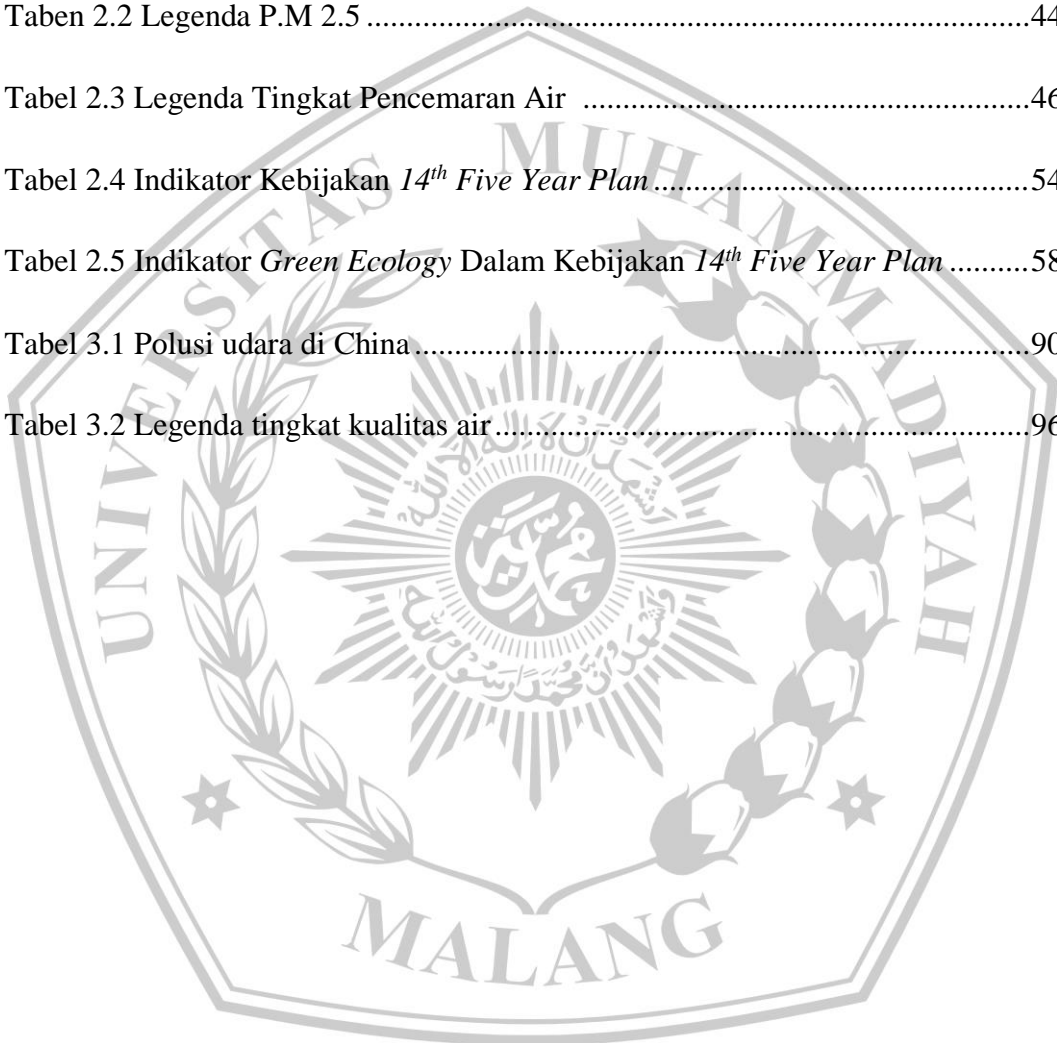 Taben 2.2 Legenda P.M 2.5 ....................................................................................44
Tabel 2.3 Legenda Tingkat Pencemaran Air ........................................................46
Tabel 2.4 Indikator Kebijakan 14th Five Year Plan ...............................................54
Tabel 2.5 Indikator Green Ecology Dalam Kebijakan 14th Five Year Plan ..........58
Tabel 3.1 Polusi udara di China .............................................................................90
Tabel 3.2 Legenda tingkat kualitas air ...................................................................96
UNIVERSITAS MUHAMMADIYAH
MALANG